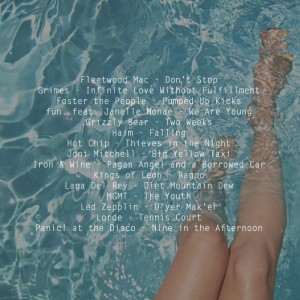 Fleetwood Mac - Don't Stop
Grimes - Infinite Love Without Fulfillment
Foster the People - Pumped Up Kicks
fun. feat. Janelle Monae - We Are Young
Grizzly Bear - Two Weeks
Haim - Falling
Hot Chip - Thieves in the Night
Joni Mitchell - Big Yellow Taxi
Iron & Wine - Pagan Angel and a Borrowed Car
Kings of Leon - Ragoo
Lana Del Rey - Diet Mountain Dew
MGMT - The Youth
Led Zeppelin - D'yer Mak'er
Lorde - Tennis Court
Panic! at the Disco - Nine in the Afternoon